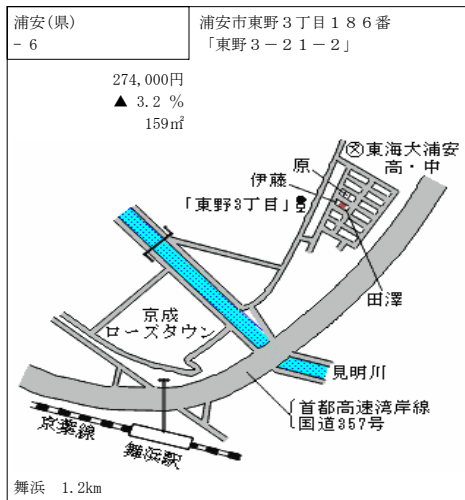 浦安(県)
- 6
浦安市東野3丁目186番
「東野3-21-2」
274,000円
▲ 3.2 %
159㎡
東海大浦安
高・中
原
伊藤
「東野3丁目」
田澤
京成
ローズタウン
見明川
首都高速湾岸線
国道357号
京葉線
舞浜駅
舞浜 1.2km